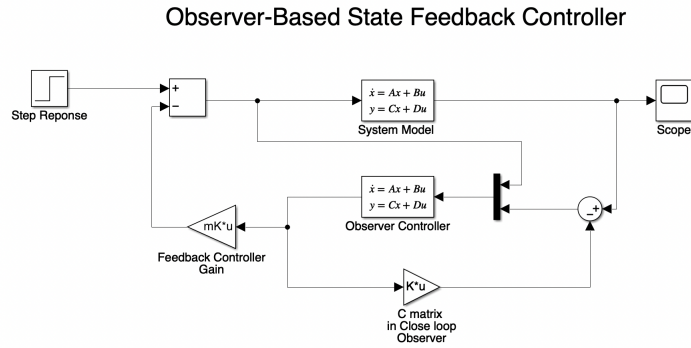 Observer-Based State Feedback Controller
Step Reponse
+
−
ẋ = Ax + Bu
y = Cx + Du
System Model
Scope
ẋ = Ax + Bu
y = Cx + Du
Observer Controller
−+
mK*u
Feedback Controller
Gain
K*u
C matrix
in Close loop
Observer